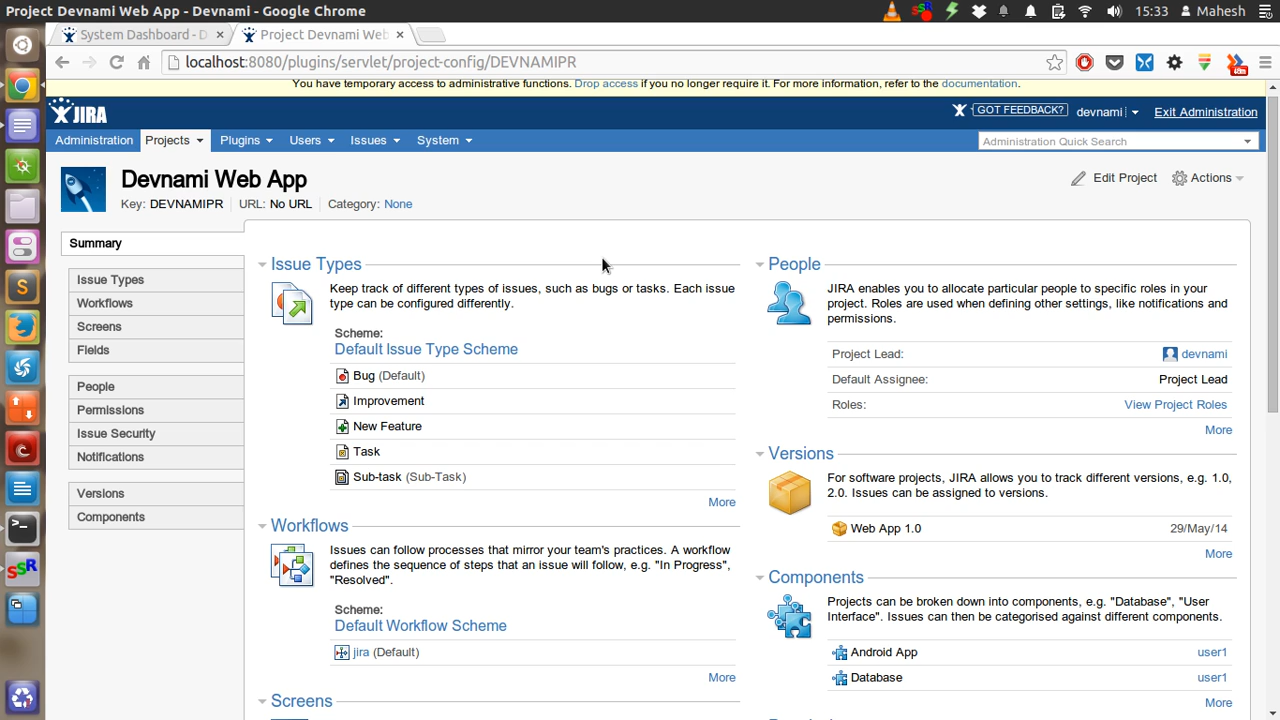 Project Devnami Web App - Devnami - Google Chrome
15:33 Mahesh
System Dashboard - D
Project Devnami Web
localhost:8080/plugins/servlet/project-config/DEVNAMIPR
You have temporary access to administrative functions. Drop access if you no longer require it. For more information, refer to the documentation.
JIRA
GOT FEEDBACK? devnami Exit Administration
Administration Projects Plugins Users Issues System
Administration Quick Search
Devnami Web App
Key: DEVNAMIPR URL: No URL Category: None
Edit Project Actions
Summary
Issue Types
Workflows
Screens
Fields
People
Permissions
Issue Security
Notifications
Versions
Components
Issue Types
Keep track of different types of issues, such as bugs or tasks. Each issue
type can be configured differently.
Scheme:
Default Issue Type Scheme
Bug (Default)
Improvement
New Feature
Task
Sub-task (Sub-Task)
More
Workflows
Issues can follow processes that mirror your team's practices. A workflow
defines the sequence of steps that an issue will follow, e.g. "In Progress",
"Resolved".
Scheme:
Default Workflow Scheme
jira (Default)
More
Screens
People
JIRA enables you to allocate particular people to specific roles in your
project. Roles are used when defining other settings, like notifications and
permissions.
Project Lead: devnami
Default Assignee: Project Lead
Roles: View Project Roles
More
Versions
For software projects, JIRA allows you to track different versions, e.g. 1.0,
2.0. Issues can be assigned to versions.
Web App 1.0 29/May/14
More
Components
Projects can be broken down into components, e.g. "Database", "User
Interface". Issues can then be categorised against different components.
Android App user1
Database user1
More